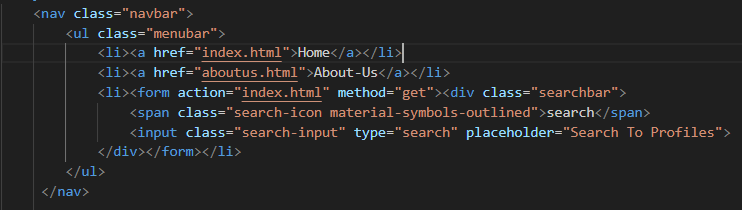 <nav class="navbar">
<ul class="menubar">
<li><a href="index.html">Home</a></li>
<li><a href="aboutus.html">About-Us</a></li>
<li><form action="index.html" method="get"><div class="searchbar">
<span class="search-icon material-symbols-outlined">search</span>
<input class="search-input" type="search" placeholder="Search To Profiles">
</div></form></li>
</ul>
</nav>